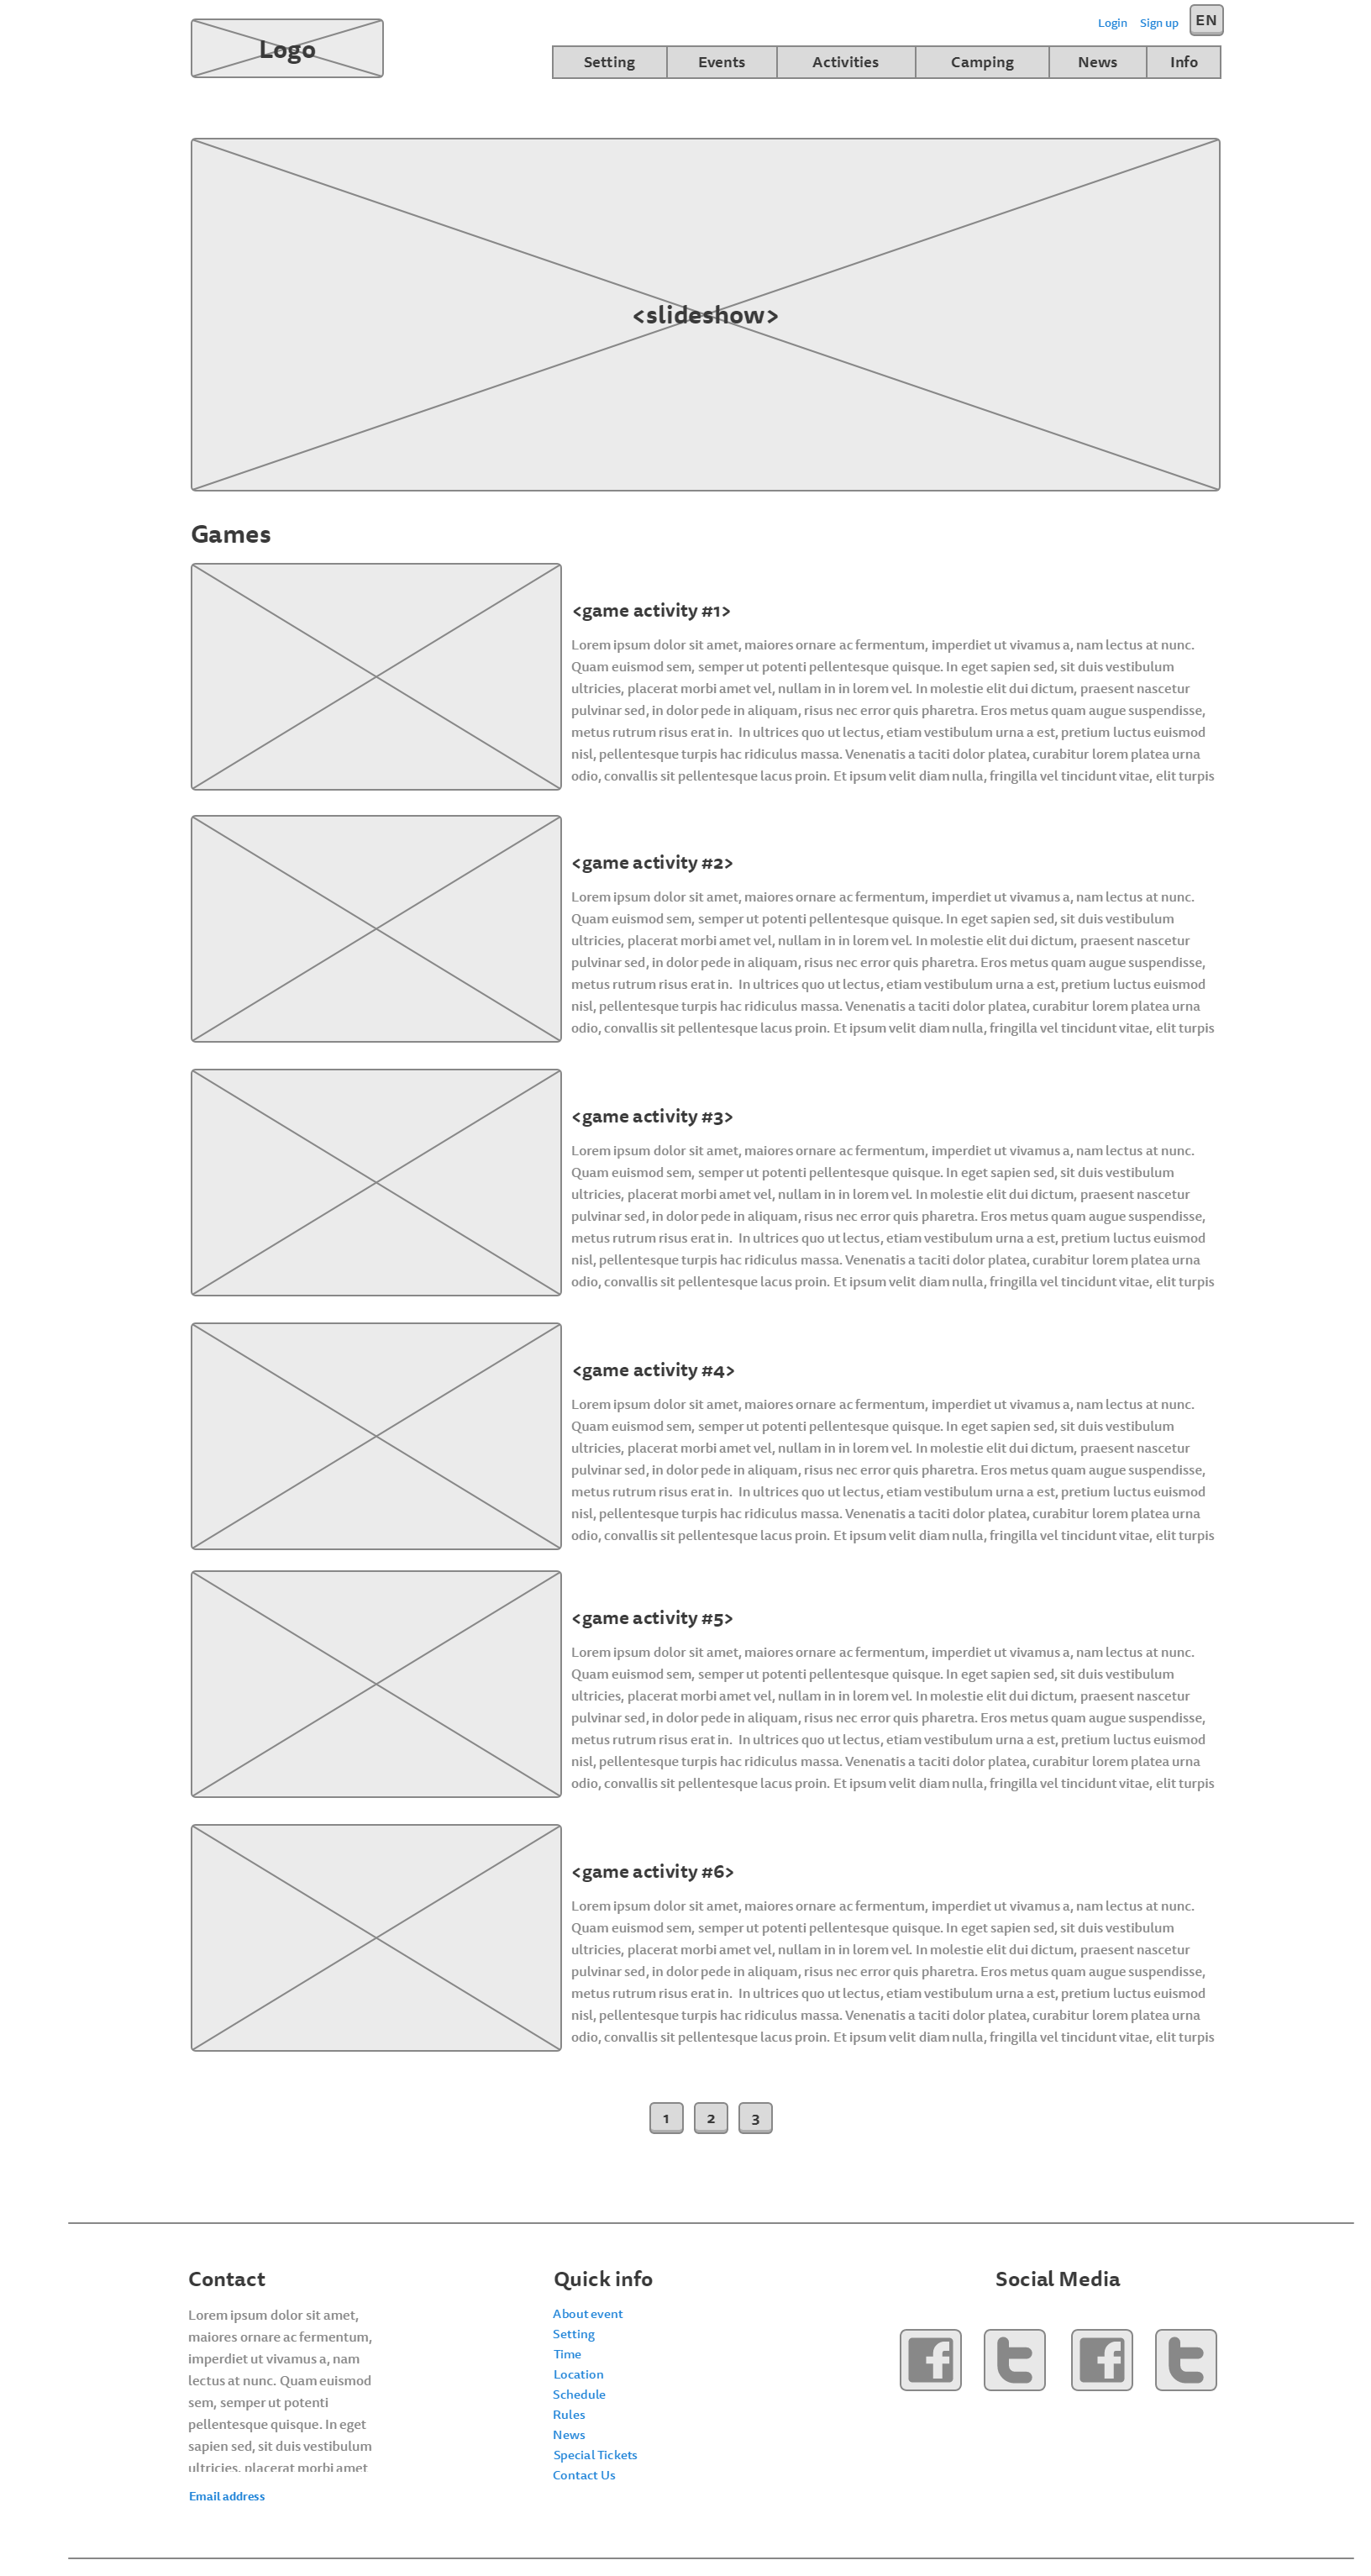 Login Sign up EN
Logo
Setting Events Activities Camping News Info
<slideshow>
Games
<game activity #1>
Lorem ipsum dolor sit amet, maiores ornare ac fermentum, imperdiet ut vivamus a, nam lectus at nunc.
Quam euismod sem, semper ut potenti pellentesque quisque. In eget sapien sed, sit duis vestibulum
ultricies, placerat morbi amet vel, nullam in in lorem vel. In molestie elit dui dictum, praesent nascetur
pulvinar sed, in dolor pede in aliquam, risus nec error quis pharetra. Eros metus quam augue suspendisse,
metus rutrum risus erat in.  In ultrices quo ut lectus, etiam vestibulum urna a est, pretium luctus euismod
nisl, pellentesque turpis hac ridiculus massa. Venenatis a taciti dolor platea, curabitur lorem platea urna
odio, convallis sit pellentesque lacus proin. Et ipsum velit diam nulla, fringilla vel tincidunt vitae, elit turpis
<game activity #2>
Lorem ipsum dolor sit amet, maiores ornare ac fermentum, imperdiet ut vivamus a, nam lectus at nunc.
Quam euismod sem, semper ut potenti pellentesque quisque. In eget sapien sed, sit duis vestibulum
ultricies, placerat morbi amet vel, nullam in in lorem vel. In molestie elit dui dictum, praesent nascetur
pulvinar sed, in dolor pede in aliquam, risus nec error quis pharetra. Eros metus quam augue suspendisse,
metus rutrum risus erat in.  In ultrices quo ut lectus, etiam vestibulum urna a est, pretium luctus euismod
nisl, pellentesque turpis hac ridiculus massa. Venenatis a taciti dolor platea, curabitur lorem platea urna
odio, convallis sit pellentesque lacus proin. Et ipsum velit diam nulla, fringilla vel tincidunt vitae, elit turpis
<game activity #3>
Lorem ipsum dolor sit amet, maiores ornare ac fermentum, imperdiet ut vivamus a, nam lectus at nunc.
Quam euismod sem, semper ut potenti pellentesque quisque. In eget sapien sed, sit duis vestibulum
ultricies, placerat morbi amet vel, nullam in in lorem vel. In molestie elit dui dictum, praesent nascetur
pulvinar sed, in dolor pede in aliquam, risus nec error quis pharetra. Eros metus quam augue suspendisse,
metus rutrum risus erat in.  In ultrices quo ut lectus, etiam vestibulum urna a est, pretium luctus euismod
nisl, pellentesque turpis hac ridiculus massa. Venenatis a taciti dolor platea, curabitur lorem platea urna
odio, convallis sit pellentesque lacus proin. Et ipsum velit diam nulla, fringilla vel tincidunt vitae, elit turpis
<game activity #4>
Lorem ipsum dolor sit amet, maiores ornare ac fermentum, imperdiet ut vivamus a, nam lectus at nunc.
Quam euismod sem, semper ut potenti pellentesque quisque. In eget sapien sed, sit duis vestibulum
ultricies, placerat morbi amet vel, nullam in in lorem vel. In molestie elit dui dictum, praesent nascetur
pulvinar sed, in dolor pede in aliquam, risus nec error quis pharetra. Eros metus quam augue suspendisse,
metus rutrum risus erat in.  In ultrices quo ut lectus, etiam vestibulum urna a est, pretium luctus euismod
nisl, pellentesque turpis hac ridiculus massa. Venenatis a taciti dolor platea, curabitur lorem platea urna
odio, convallis sit pellentesque lacus proin. Et ipsum velit diam nulla, fringilla vel tincidunt vitae, elit turpis
<game activity #5>
Lorem ipsum dolor sit amet, maiores ornare ac fermentum, imperdiet ut vivamus a, nam lectus at nunc.
Quam euismod sem, semper ut potenti pellentesque quisque. In eget sapien sed, sit duis vestibulum
ultricies, placerat morbi amet vel, nullam in in lorem vel. In molestie elit dui dictum, praesent nascetur
pulvinar sed, in dolor pede in aliquam, risus nec error quis pharetra. Eros metus quam augue suspendisse,
metus rutrum risus erat in.  In ultrices quo ut lectus, etiam vestibulum urna a est, pretium luctus euismod
nisl, pellentesque turpis hac ridiculus massa. Venenatis a taciti dolor platea, curabitur lorem platea urna
odio, convallis sit pellentesque lacus proin. Et ipsum velit diam nulla, fringilla vel tincidunt vitae, elit turpis
<game activity #6>
Lorem ipsum dolor sit amet, maiores ornare ac fermentum, imperdiet ut vivamus a, nam lectus at nunc.
Quam euismod sem, semper ut potenti pellentesque quisque. In eget sapien sed, sit duis vestibulum
ultricies, placerat morbi amet vel, nullam in in lorem vel. In molestie elit dui dictum, praesent nascetur
pulvinar sed, in dolor pede in aliquam, risus nec error quis pharetra. Eros metus quam augue suspendisse,
metus rutrum risus erat in.  In ultrices quo ut lectus, etiam vestibulum urna a est, pretium luctus euismod
nisl, pellentesque turpis hac ridiculus massa. Venenatis a taciti dolor platea, curabitur lorem platea urna
odio, convallis sit pellentesque lacus proin. Et ipsum velit diam nulla, fringilla vel tincidunt vitae, elit turpis
1 2 3
Contact
Lorem ipsum dolor sit amet,
maiores ornare ac fermentum,
imperdiet ut vivamus a, nam
lectus at nunc. Quam euismod
sem, semper ut potenti
pellentesque quisque. In eget
sapien sed, sit duis vestibulum
ultricies, placerat morbi amet
Email address
Quick info
About event
Setting
Time
Location
Schedule
Rules
News
Special Tickets
Contact Us
Social Media
f t f t